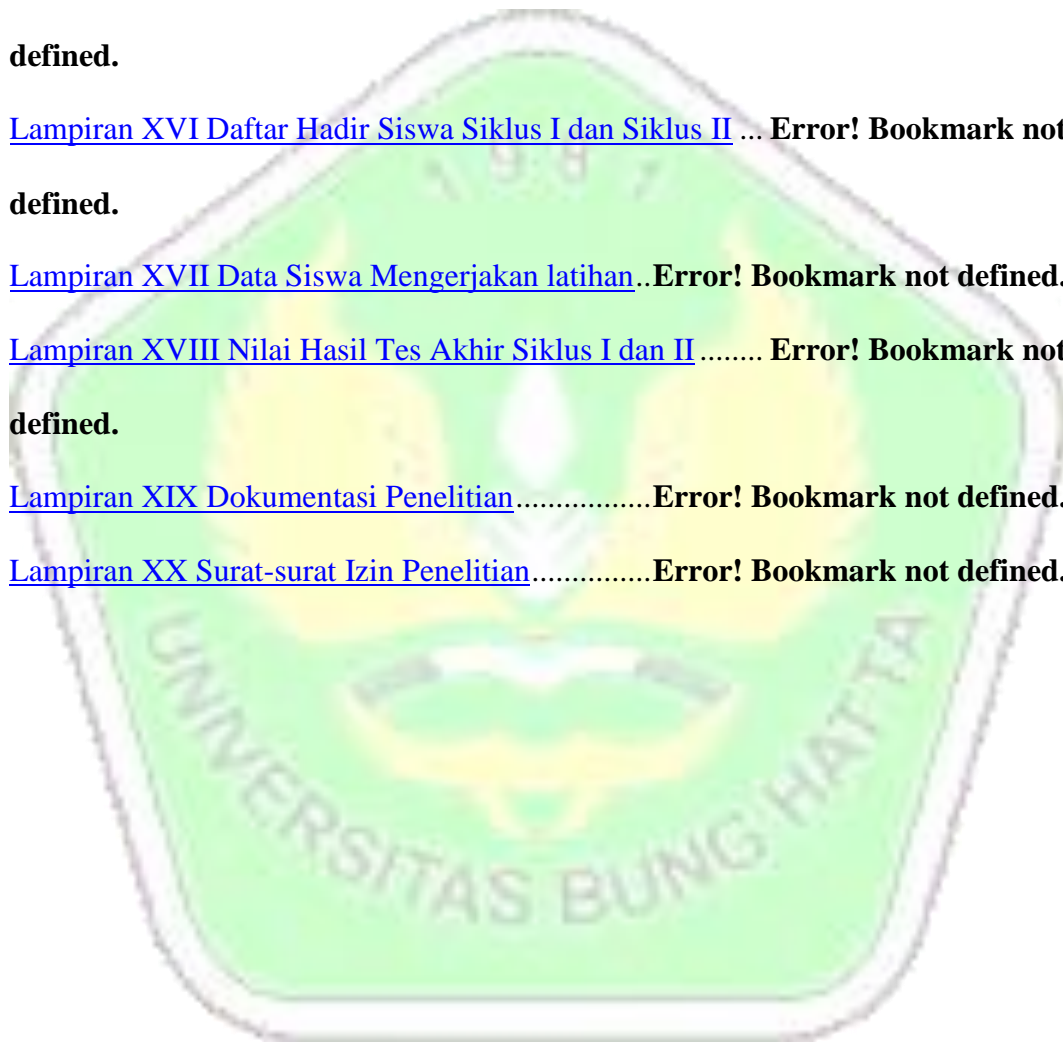 defined.
Lampiran XVI Daftar Hadir Siswa Siklus I dan Siklus II ... Error! Bookmark not
defined.
Lampiran XVII Data Siswa Mengerjakan latihan..Error! Bookmark not defined.
Lampiran XVIII Nilai Hasil Tes Akhir Siklus I dan II ........ Error! Bookmark not
defined.
Lampiran XIX Dokumentasi Penelitian................Error! Bookmark not defined.
Lampiran XX Surat-surat Izin Penelitian...............Error! Bookmark not defined.
1981
UNIVERSITAS BUNG HATTA